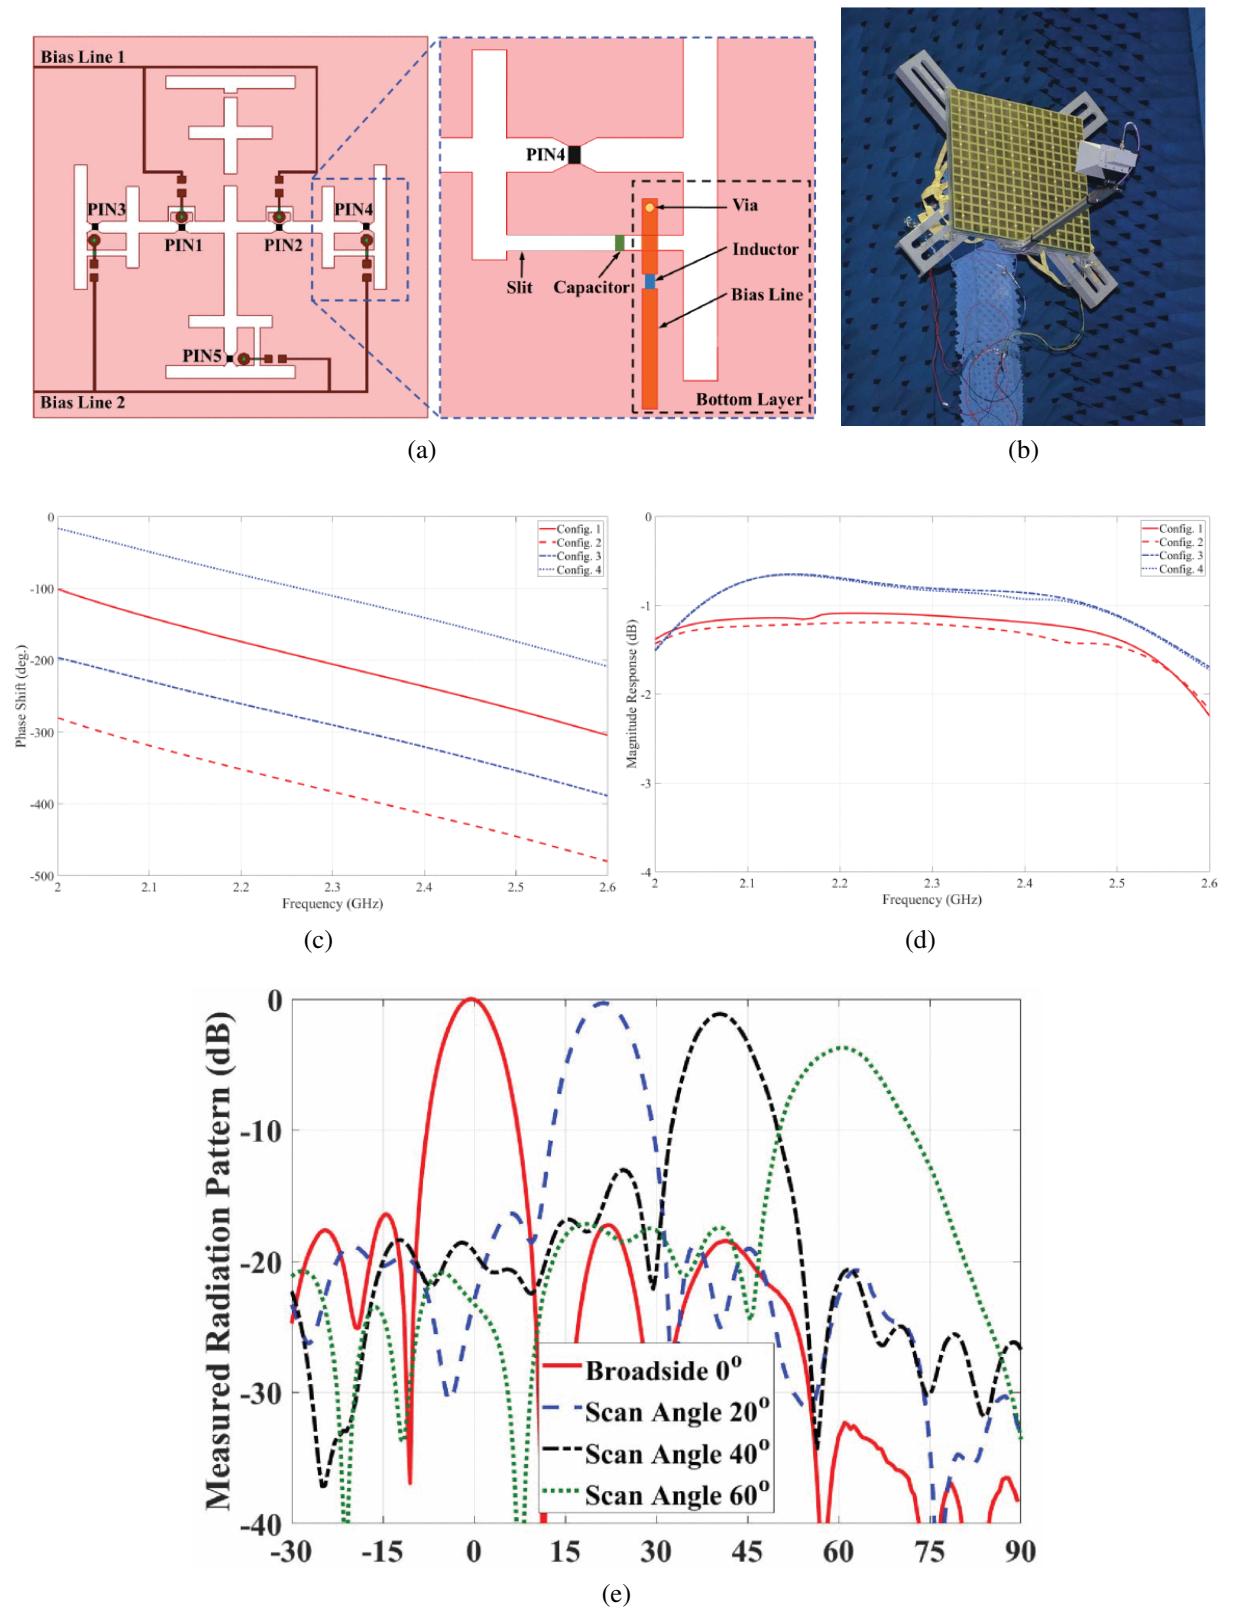 Bias Line 1
PIN3
PIN1
PIN2
PIN4
PIN5
Bias Line 2
PIN4
Via
Inductor
Slit
Capacitor
Bias Line
Bottom Layer
(a)
(b)
0
-100
-200
-300
-400
-500
Phase Shift (deg.)
2
2.1
2.2
2.3
2.4
2.5
2.6
Frequency (GHz)
Config. 1
Config. 2
Config. 3
Config. 4
(c)
0
-1
-2
-3
-4
Magnitude Response (dB)
2
2.1
2.2
2.3
2.4
2.5
2.6
Frequency (GHz)
Config. 1
Config. 2
Config. 3
Config. 4
(d)
0
-10
-20
-30
-40
Measured Radiation Pattern (dB)
Broadside 0°
Scan Angle 20°
Scan Angle 40°
Scan Angle 60°
-30
-15
0
15
30
45
60
75
90
(e)